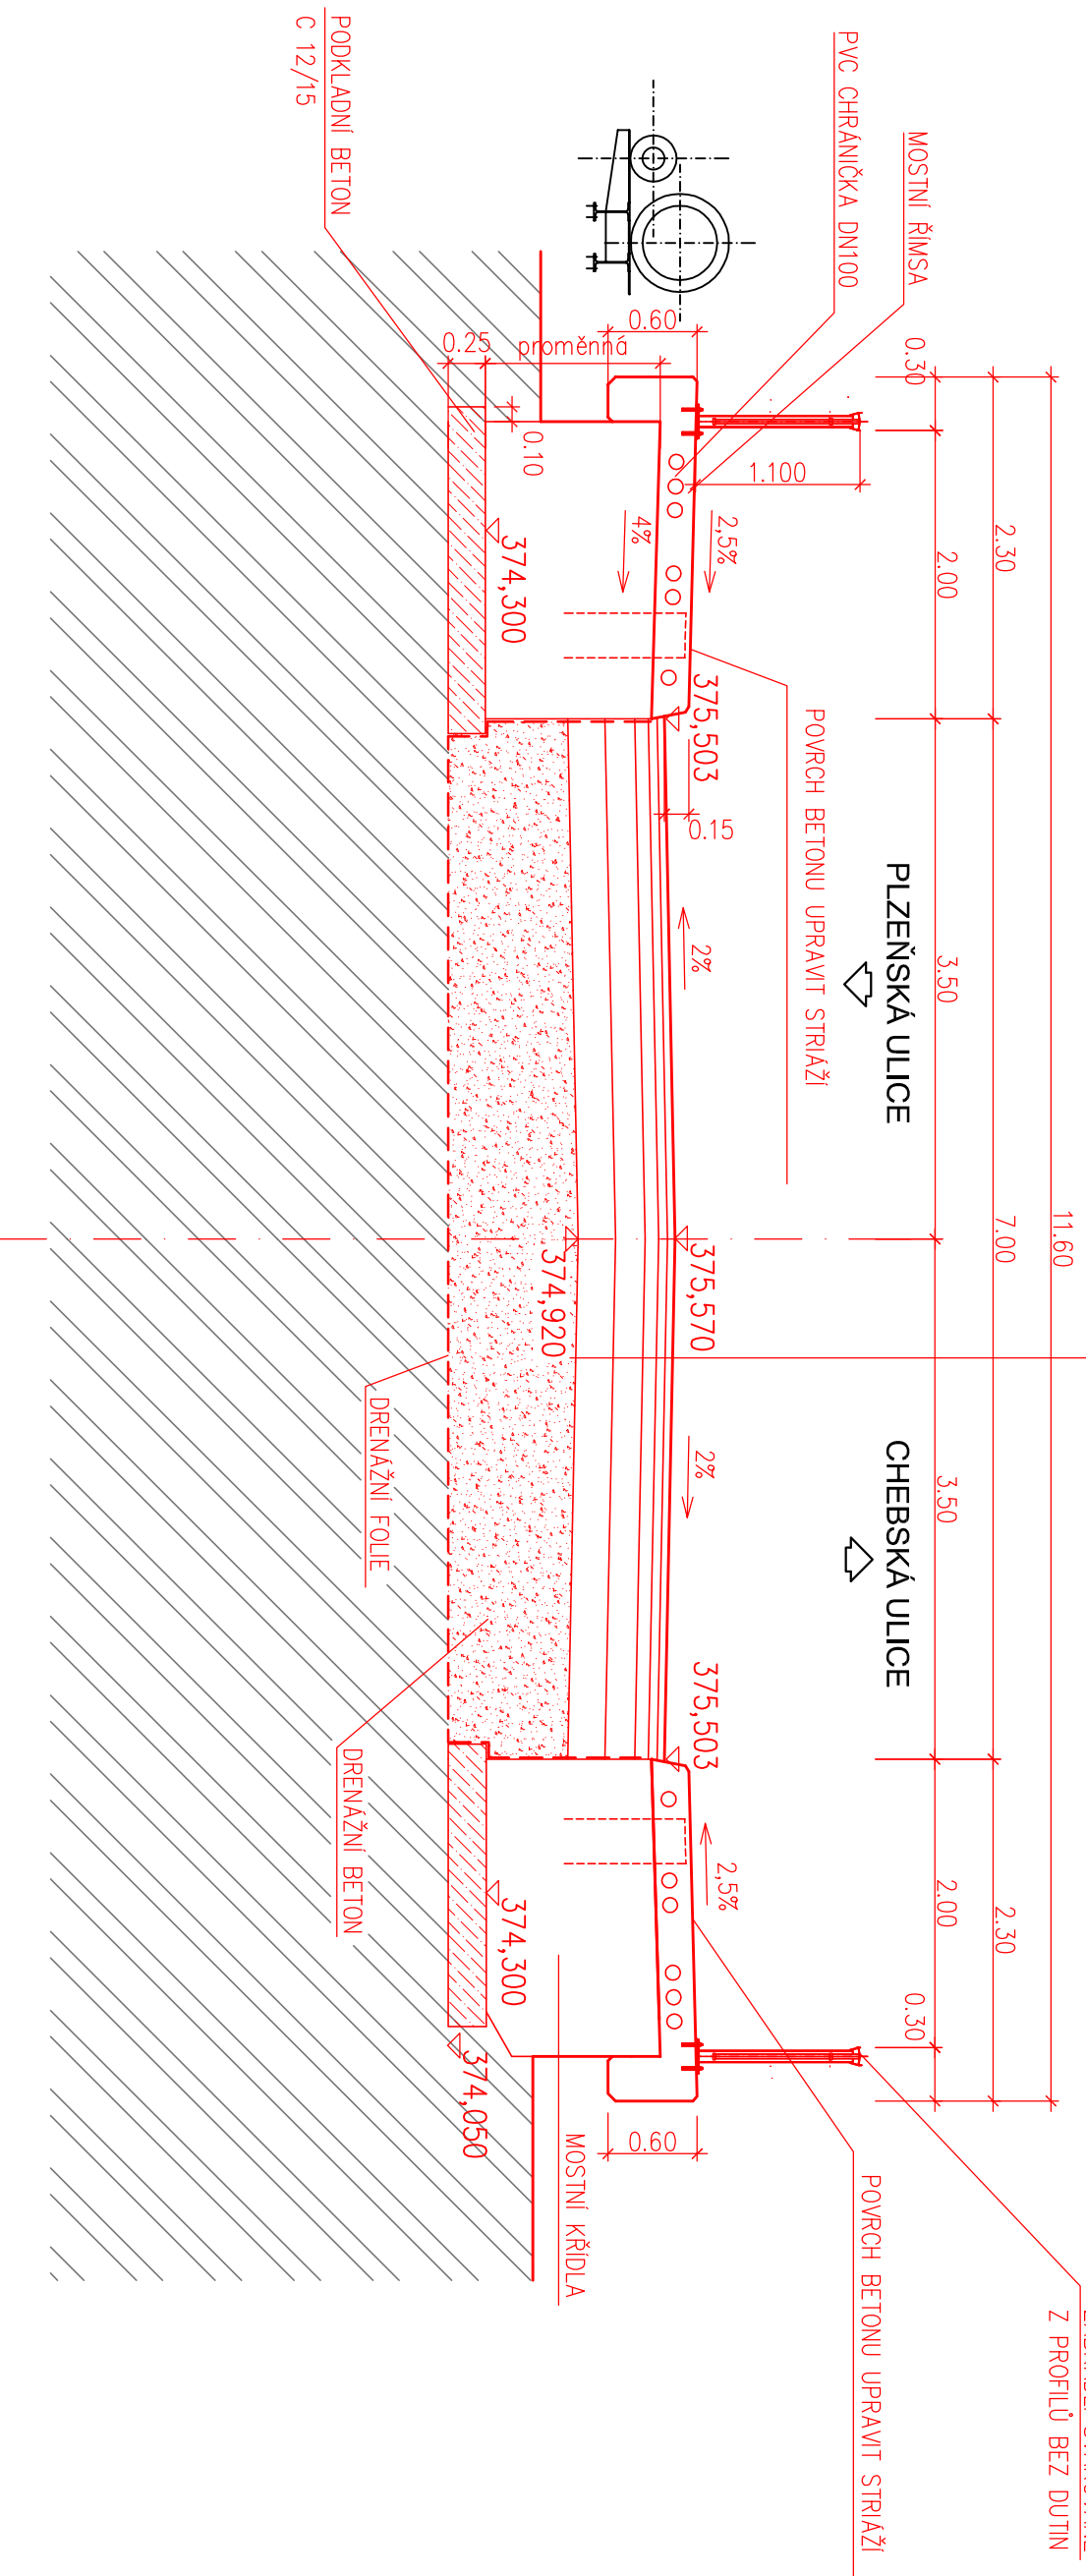 11.60
2.30
7.00
2.30
0.30
2.00
3.50
3.50
2.00
0.30
PLZEŇSKÁ ULICE
CHEBSKÁ ULICE
MOSTNÍ ŘÍMSA
PVC CHRÁNIČKA DN100
POVRCH BETONU UPRAVIT STRIÁŽÍ
POVRCH BETONU UPRAVIT STRIÁŽÍ
Z PROFILŮ BEZ DUTIN
1.100
2,5%
4%
375,503
0.15
2%
375,570
2%
375,503
2,5%
0.60
proměnná
0.25
0.10
374,300
374,920
374,300
374,050
0.60
MOSTNÍ KŘÍDLA
PODKLADNÍ BETON
C 12/15
DRENÁŽNÍ FOLIE
DRENÁŽNÍ BETON